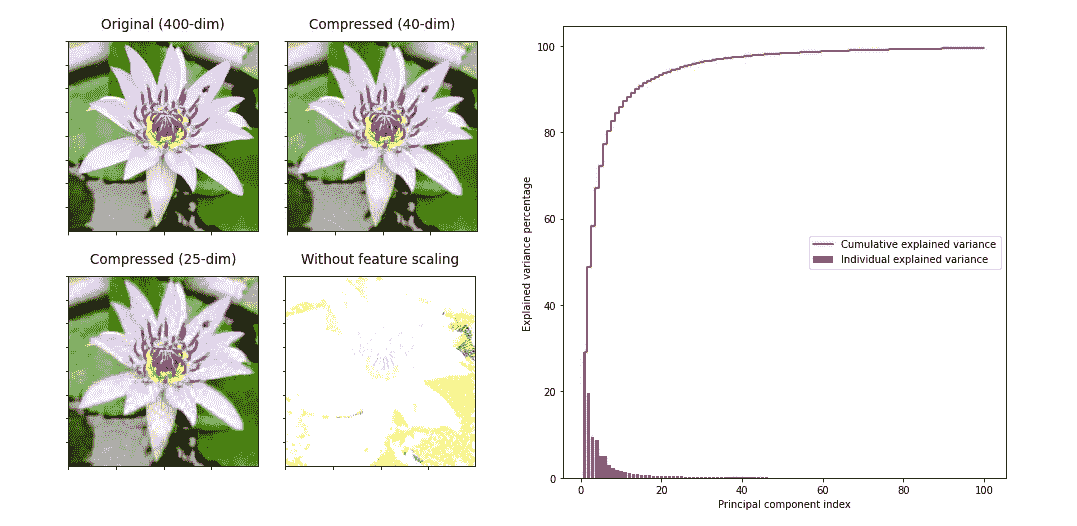 Original (400-dim)
Compressed (40-dim)
Compressed (25-dim)
Without feature scaling
Explained variance percentage
100
80
60
40
20
0
Cumulative explained variance
Individual explained variance
0 20 40 60 80 100
Principal component index